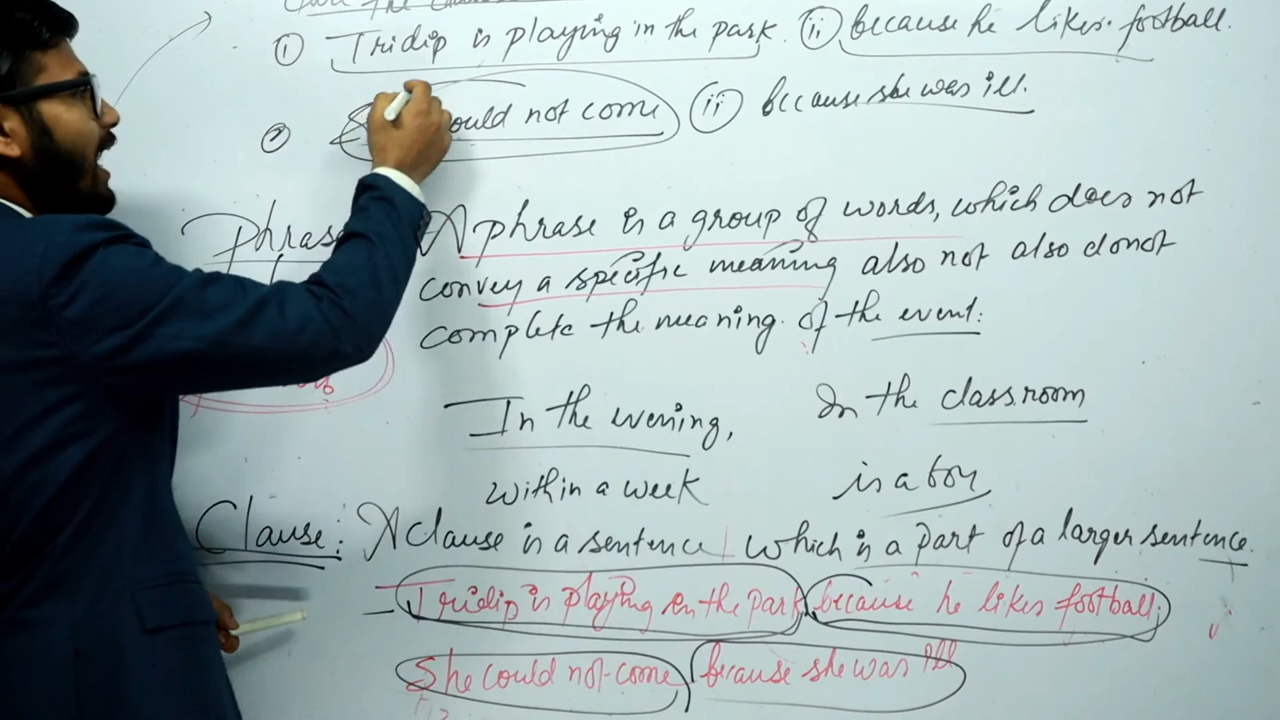 the
① Tridip is playing in the park. ⓘⓘ because he likes football.
② could not come ⓘⓘ because she was ill.
Phrase A phrase is a group of words, which does not
convey a specific meaning also not also donot
complete the meaning of the event:
In the evening, In the classroom
within a week is a boy
Clause: A clause is a sentence which is a part of a larger sentence.
- Tridip is playing in the park because he likes football,
She could not come because she was ill